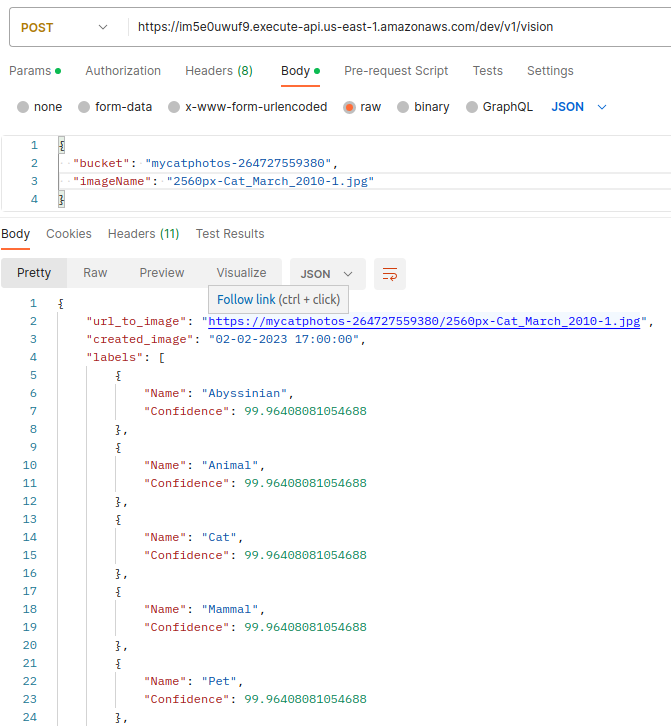 POST https://im5e0uwuf9.execute-api.us-east-1.amazonaws.com/dev/v1/vision
Params Authorization Headers (8) Body Pre-request Script Tests Settings
none form-data x-www-form-urlencoded raw binary GraphQL JSON
1 {
2 "bucket": "mycatphotos-264727559380",
3 "imageName": "2560px-Cat_March_2010-1.jpg"
4 }
Body Cookies Headers (11) Test Results
Pretty Raw Preview Visualize JSON
Follow link (ctrl + click)
1 {
2 "url_to_image": "https://mycatphotos-264727559380/2560px-Cat_March_2010-1.jpg",
3 "created_image": "02-02-2023 17:00:00",
4 "labels": [
5 {
6 "Name": "Abyssinian",
7 "Confidence": 99.96408081054688
8 },
9 {
10 "Name": "Animal",
11 "Confidence": 99.96408081054688
12 },
13 {
14 "Name": "Cat",
15 "Confidence": 99.96408081054688
16 },
17 {
18 "Name": "Mammal",
19 "Confidence": 99.96408081054688
20 },
21 {
22 "Name": "Pet",
23 "Confidence": 99.96408081054688
24 },